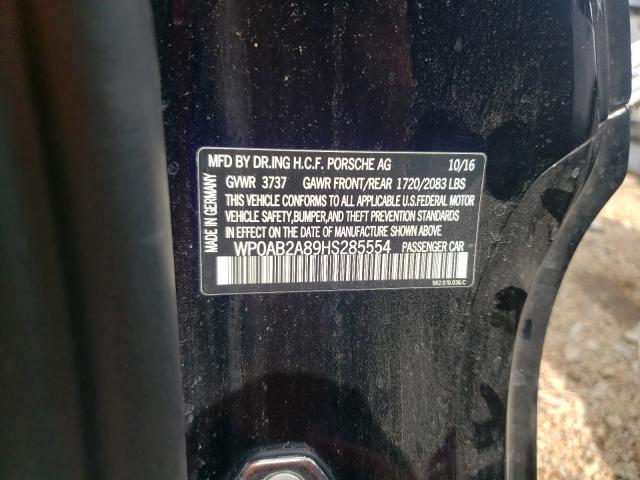 MFD BY DR.ING H.C.F. PORSCHE AG 10/16
GVWR 3737 GAWR FRONT/REAR 1720/2083 LBS
THIS VEHICLE CONFORMS TO ALL APPLICABLE U.S.FEDERAL MOTOR
VEHICLE SAFETY,BUMPER,AND THEFT PREVENTION STANDARDS
IN EFFECT ON THE DATE OF MANUFACTURE SHOWN ABOVE
WP0AB2A89HS285554 PASSENGER CAR
982.010.036.C
MADE IN GERMANY